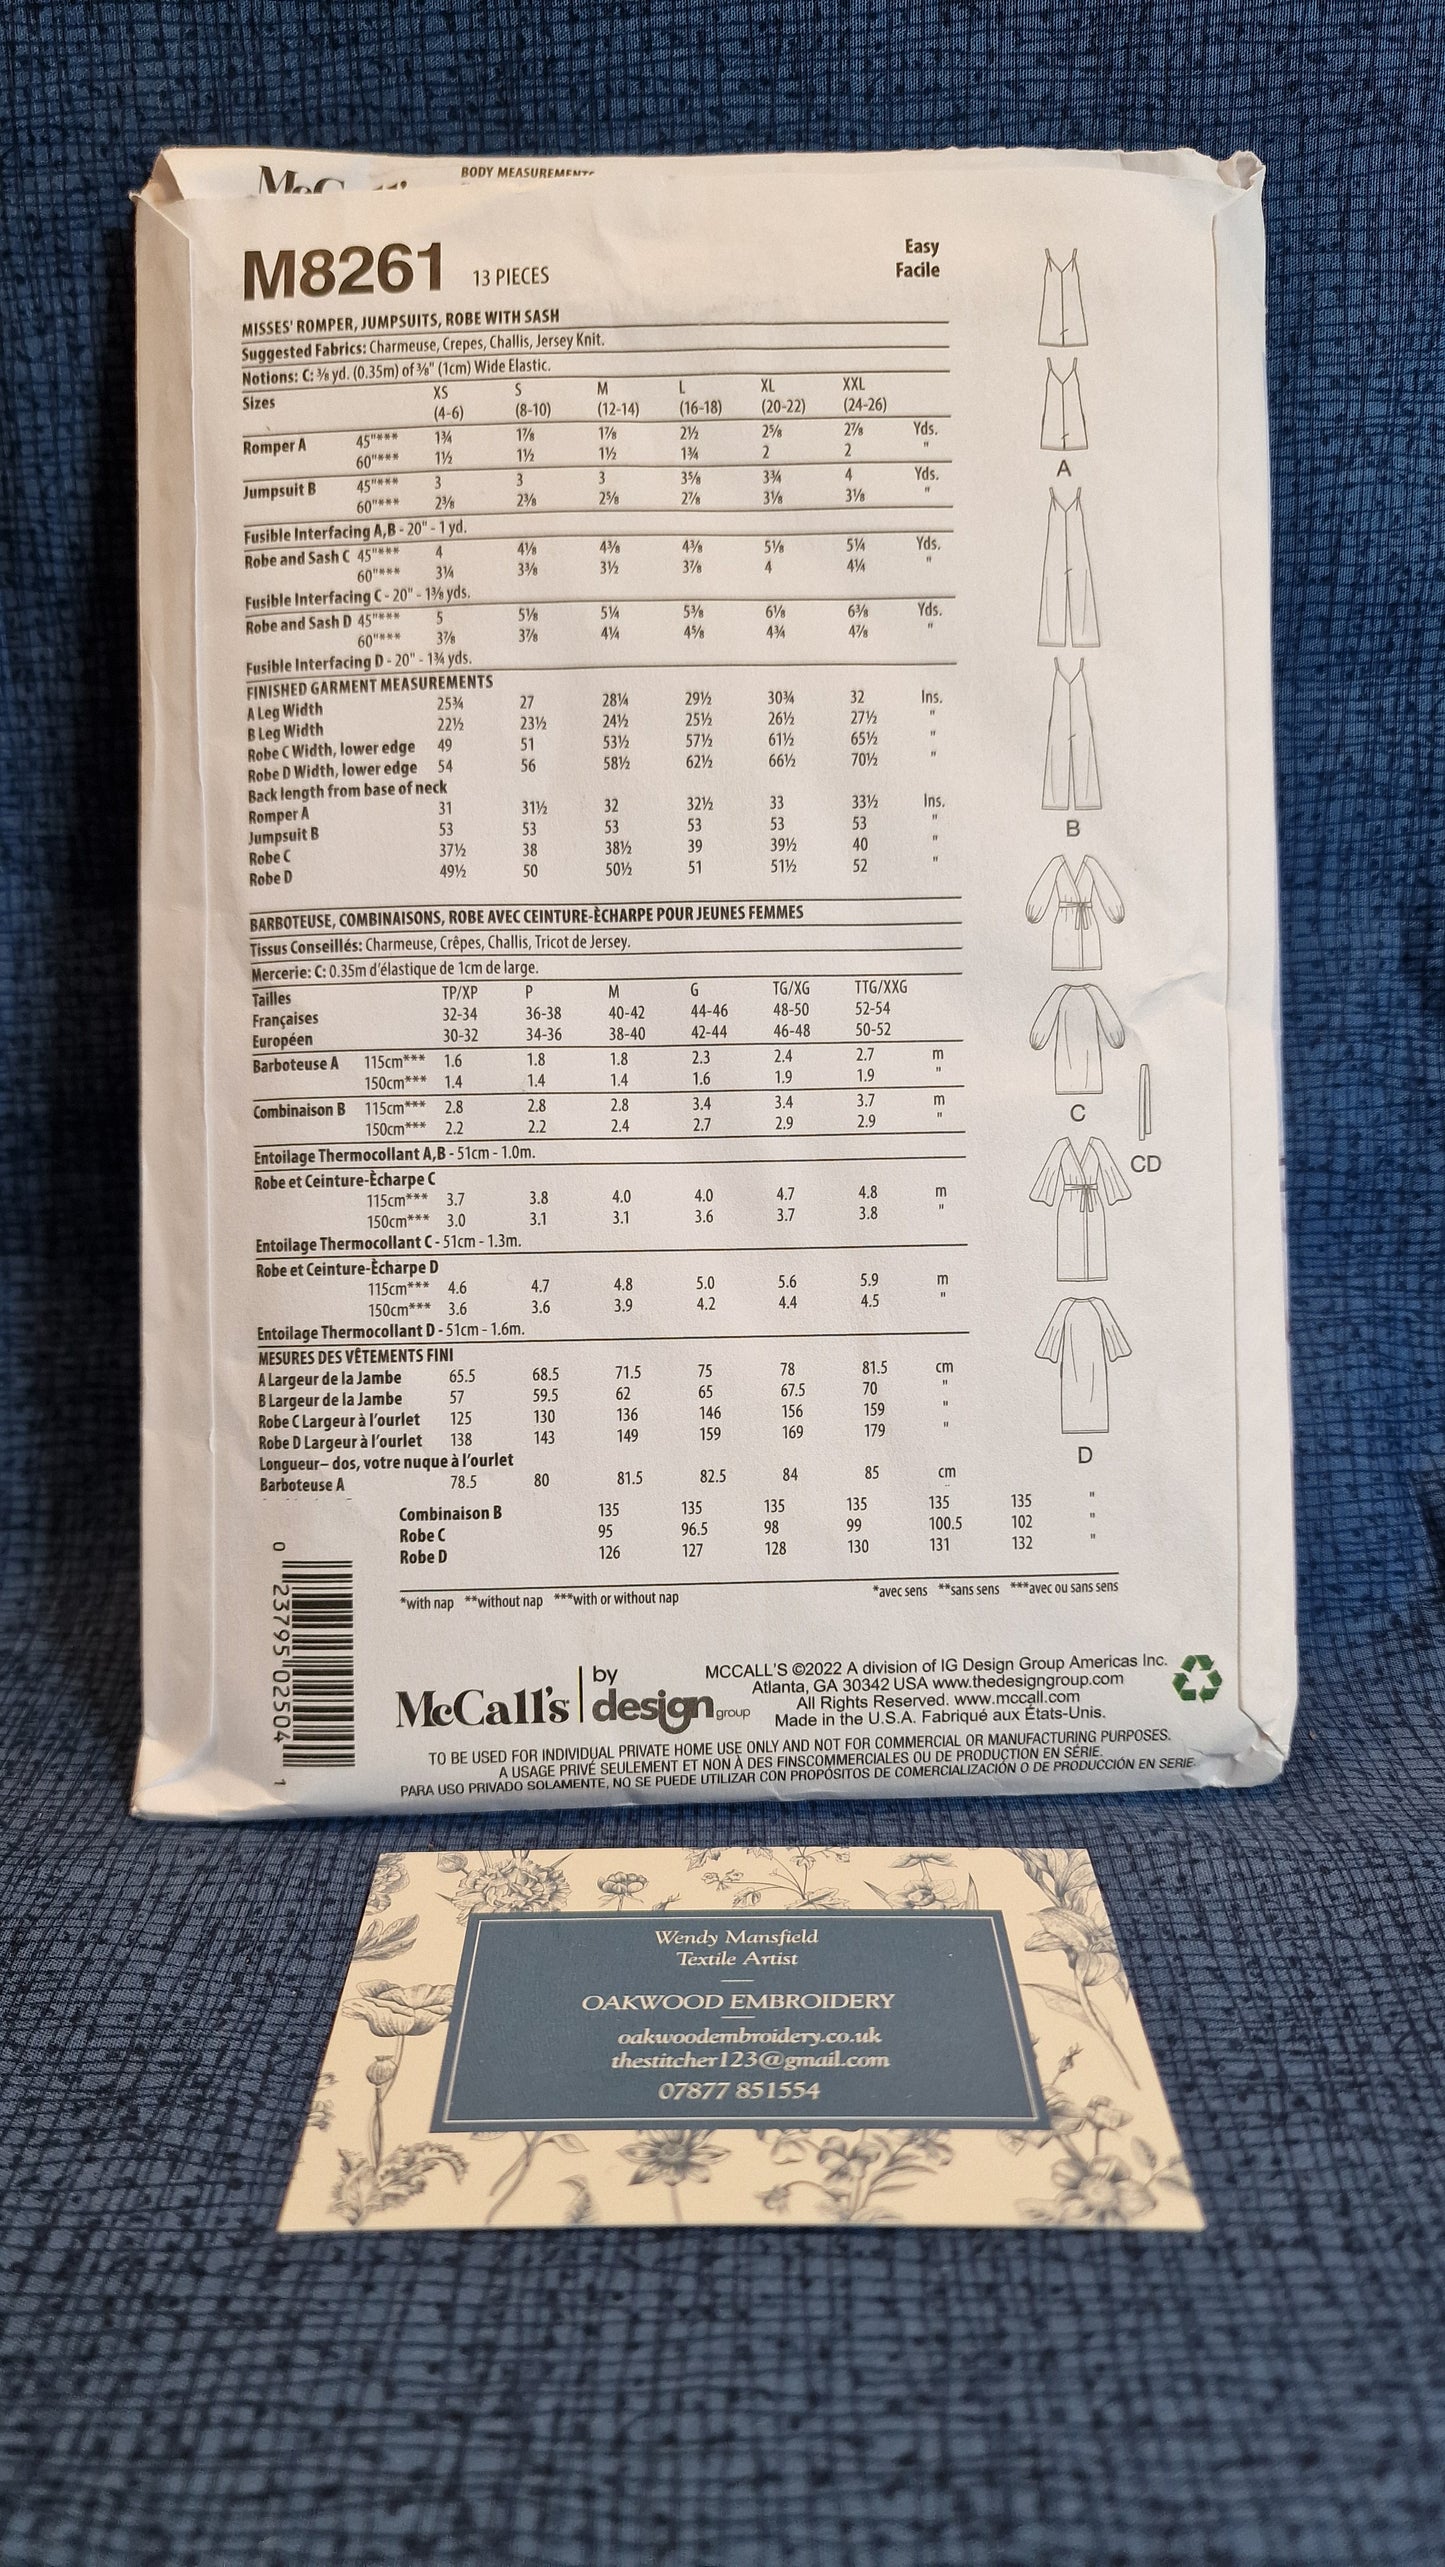 McCall's
BODY MEASUREMENTS
M8261 13 PIECES
Easy
Facile
MISSES' ROMPER, JUMPSUITS, ROBE WITH SASH
Suggested Fabrics: Charmeuse, Crepes, Challis, Jersey Knit.
Notions: C: ⅜ yd. (0.35m) of ⅜" (1cm) Wide Elastic.
Sizes XS S M L XL XXL
(4-6) (8-10) (12-14) (16-18) (20-22) (24-26)
Romper A 45"*** 1¾ 1⅞ 1⅞ 2½ 2⅝ 2⅞ Yds.
60"*** 1½ 1½ 1½ 1¾ 2 2 "
Jumpsuit B 45"*** 3 3 3 3⅝ 3¾ 4 Yds.
60"*** 2⅜ 2⅜ 2⅝ 2⅞ 3⅛ 3⅛ "
Fusible Interfacing A,B - 20" - 1 yd.
Robe and Sash C 45"*** 4 4⅛ 4⅜ 4⅜ 5⅛ 5¼ Yds.
60"*** 3¼ 3⅜ 3½ 3⅞ 4 4¼ "
Fusible Interfacing C - 20" - 1⅜ yds.
Robe and Sash D 45"*** 5 5⅛ 5¼ 5⅜ 6⅛ 6⅜ Yds.
60"*** 3⅞ 3⅞ 4¼ 4⅝ 4¾ 4⅞ "
Fusible Interfacing D - 20" - 1¾ yds.
FINISHED GARMENT MEASUREMENTS
A Leg Width 25¾ 27 28¼ 29½ 30¾ 32 Ins.
B Leg Width 22½ 23½ 24½ 25½ 26½ 27½ "
Robe C Width, lower edge 49 51 53½ 57½ 61½ 65½ "
Robe D Width, lower edge 54 56 58½ 62½ 66½ 70½ "
Back length from base of neck
Romper A 31 31½ 32 32½ 33 33½ Ins.
Jumpsuit B 53 53 53 53 53 53 "
Robe C 37½ 38 38½ 39 39½ 40 "
Robe D 49½ 50 50½ 51 51½ 52 "
BARBOTEUSE, COMBINAISONS, ROBE AVEC CEINTURE-ÈCHARPE POUR JEUNES FEMMES
Tissus Conseillés: Charmeuse, Crêpes, Challis, Tricot de Jersey.
Mercerie: C: 0.35m d'élastique de 1cm de large.
Tailles TP/XP P M G TG/XG TTG/XXG
Françaises 32-34 36-38 40-42 44-46 48-50 52-54
Européen 30-32 34-36 38-40 42-44 46-48 50-52
Barboteuse A 115cm*** 1.6 1.8 1.8 2.3 2.4 2.7 m
150cm*** 1.4 1.4 1.4 1.6 1.9 1.9 "
Combinaison B 115cm*** 2.8 2.8 2.8 3.4 3.4 3.7 m
150cm*** 2.2 2.2 2.4 2.7 2.9 2.9 "
Entoilage Thermocollant A,B - 51cm - 1.0m.
Robe et Ceinture-Ècharpe C
115cm*** 3.7 3.8 4.0 4.0 4.7 4.8 m
150cm*** 3.0 3.1 3.1 3.6 3.7 3.8 "
Entoilage Thermocollant C - 51cm - 1.3m.
Robe et Ceinture-Ècharpe D
115cm*** 4.6 4.7 4.8 5.0 5.6 5.9 m
150cm*** 3.6 3.6 3.9 4.2 4.4 4.5 "
Entoilage Thermocollant D - 51cm - 1.6m.
MESURES DES VÊTEMENTS FINI
A Largeur de la Jambe 65.5 68.5 71.5 75 78 81.5 cm
B Largeur de la Jambe 57 59.5 62 65 67.5 70 "
Robe C Largeur à l'ourlet 125 130 136 146 156 159 "
Robe D Largeur à l'ourlet 138 143 149 159 169 179 "
Longueur– dos, votre nuque à l'ourlet
Barboteuse A 78.5 80 81.5 82.5 84 85 cm
Combinaison B 135 135 135 135 135 135 "
Robe C 95 96.5 98 99 100.5 102 "
Robe D 126 127 128 130 131 132 "
*with nap **without nap ***with or without nap
*avec sens **sans sens ***avec ou sans sens
A
B
C
CD
D
0 23795 02504 1
McCall's by design group
MCCALL'S ©2022 A division of IG Design Group Americas Inc.
Atlanta, GA 30342 USA www.thedesigngroup.com
All Rights Reserved. www.mccall.com
Made in the U.S.A. Fabriqué aux États-Unis.
TO BE USED FOR INDIVIDUAL PRIVATE HOME USE ONLY AND NOT FOR COMMERCIAL OR MANUFACTURING PURPOSES.
A USAGE PRIVÉ SEULEMENT ET NON À DES FINSCOMMERCIALES OU DE PRODUCTION EN SÉRIE.
PARA USO PRIVADO SOLAMENTE, NO SE PUEDE UTILIZAR CON PROPÓSITOS DE COMERCIALIZACIÓN O DE PRODUCCIÓN EN SERIE.
Wendy Mansfield
Textile Artist
OAKWOOD EMBROIDERY
oakwoodembroidery.co.uk
thestitcher123@gmail.com
07877 851554